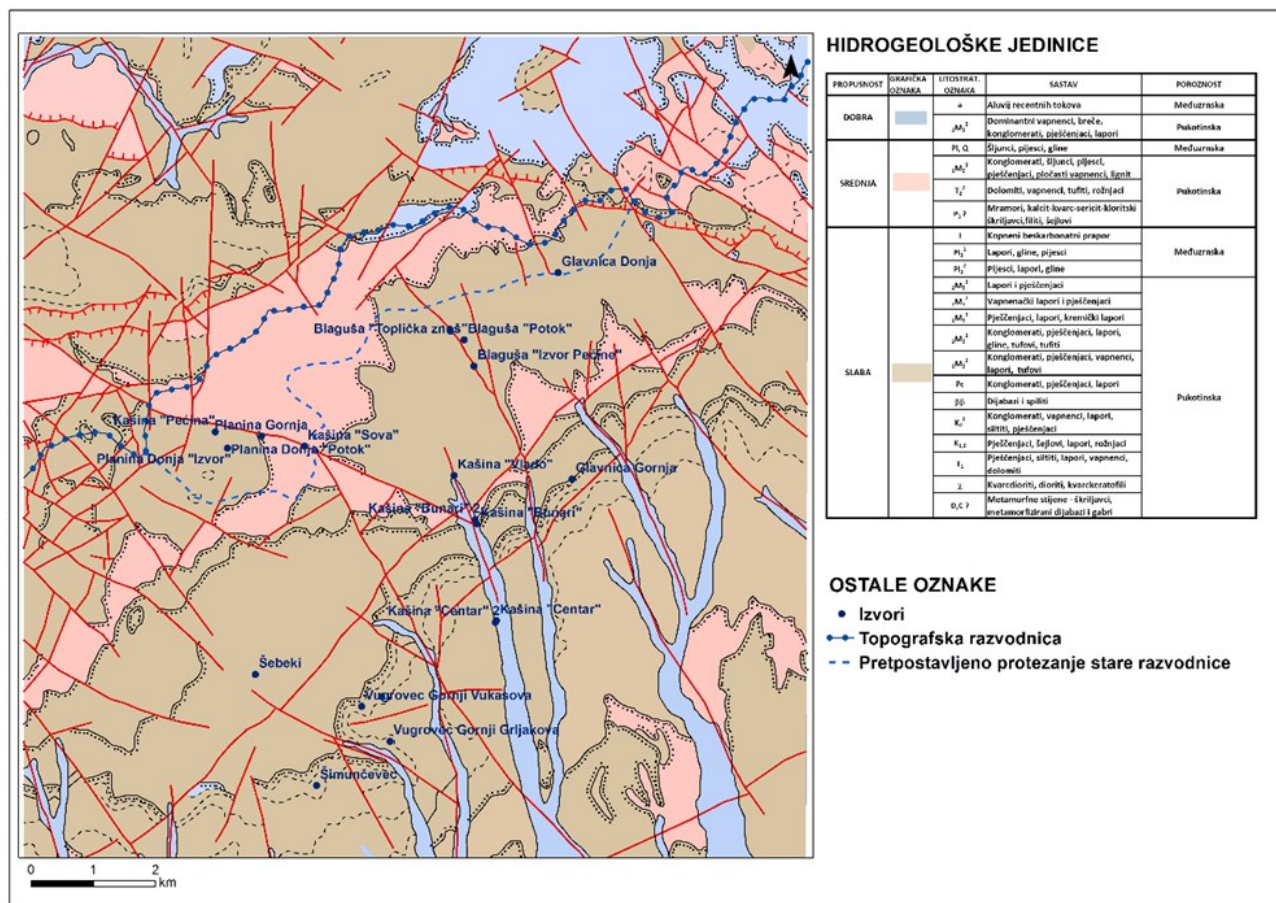 HIDROGEOLOŠKE JEDINICE
PROPUSNOST GRAFIČKA OZNAKA LITOSTRAT. OZNAKA SASTAV POROZNOST
DOBRA
a Aluvij recentnih tokova Međuzrnska
Dominantni vapnenci, breče,
konglomerati, pješčenjaci, lapori
Pukotinska
SREDNJA
Pl, Q Šljunci, pijesci, gline Međuzrnska
Konglomerati, šljunci, pijesci,
pješčenjaci, pločasti vapnenci, lignit
Pukotinska
Dolomiti, vapnenci, tufiti, rožnjaci
Mramori, kalcit-kvarc-sericit-kloritski
škriljavci, filiti, šejlovi
SLABA
Kopneni beskarbonatni prapor
Međuzrnska
Lapori, gline, pijesci
Pijesci, lapori, gline
Lapori i pješčenjaci
Vapnenački lapori i pješčenjaci
Pješčenjaci, lapori, kremički lapori
Konglomerati, pješčenjaci, lapori,
gline, tufovi, tufiti
Konglomerati, pješčenjaci, vapnenci,
lapori, tufovi
Pukotinska
Pc Konglomerati, pješčenjaci, lapori
ββ Dijabazi i spiliti
Konglomerati, vapnenci, lapori,
siltiti, pješčenjaci
Pješčenjaci, šejlovi, lapori, rožnjaci
Pješčenjaci, siltiti, lapori, vapnenci,
dolomiti
Kvarcdioriti, dioriti, kvarckeratofili
D,C ? Metamorfne stijene - škriljavci,
metamorfizirani dijabazi i gabri
OSTALE OZNAKE
Izvori
Topografska razvodnica
Pretpostavljeno protezanje stare razvodnice
Glavnica Donja
Blaguša "Toplička znoš" Blaguša "Potok"
Blaguša "Izvor Pećine"
Kašina "Pećina"
Planina Gornja
Kašina "Sova"
Planina Donja "Potok"
Planina Donja "Izvor"
Kašina "Vlado"
Glavnica Gornja
Kašina "Bunari" 2
Kašina "Bunari"
Kašina "Centar" 2
Kašina "Centar"
Šebeki
Vugrovec Gornji Vukasova
Vugrovec Gornji Grljakova
Šimunčevec
0 1 2
km